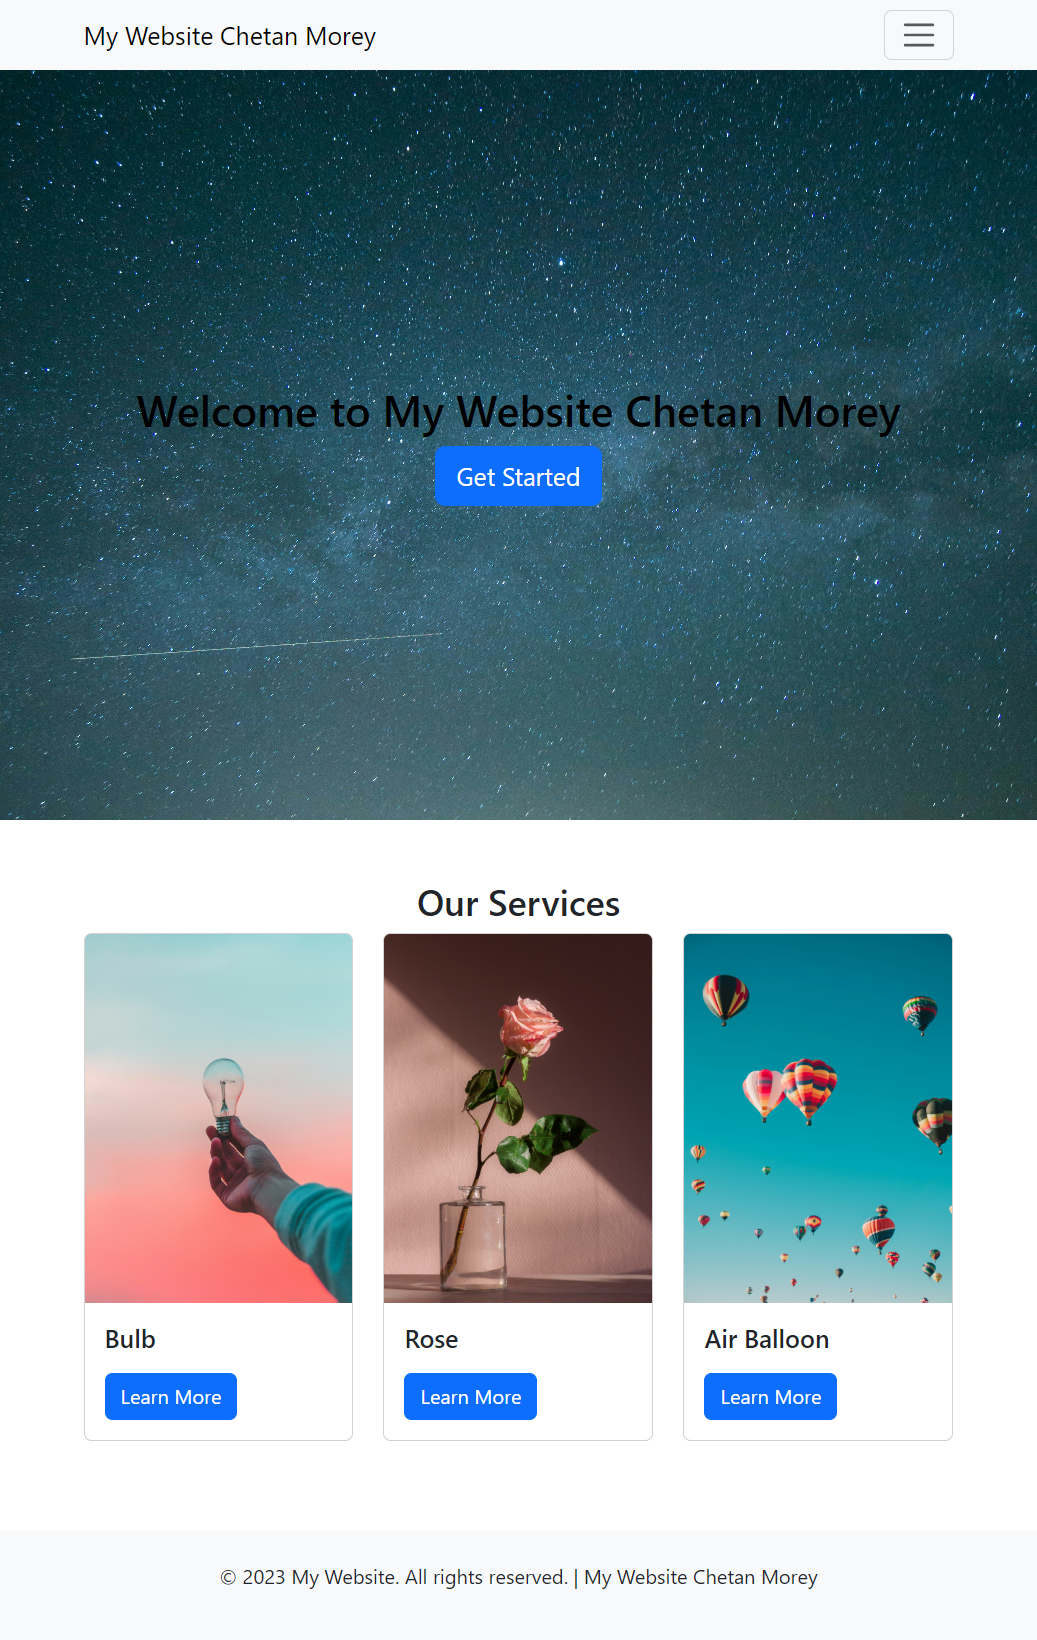 My Website Chetan Morey
Welcome to My Website Chetan Morey
Get Started
Our Services
Bulb
Learn More
Rose
Learn More
Air Balloon
Learn More
© 2023 My Website. All rights reserved. | My Website Chetan Morey